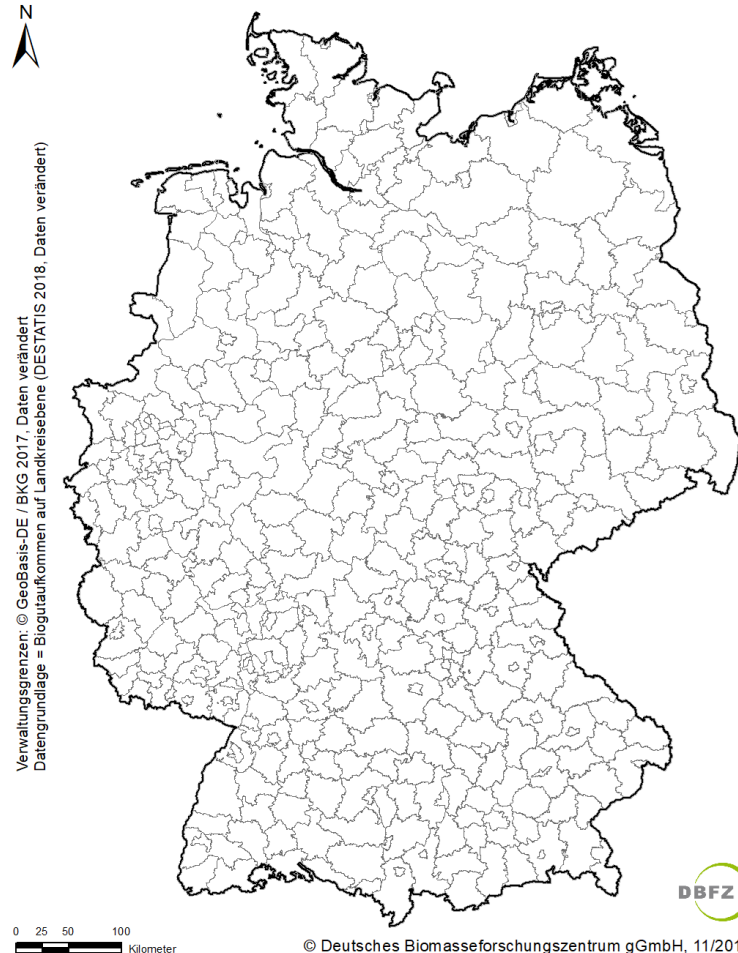 N
Verwaltungsgrenzen: © GeoBasis-DE / BKG 2017, Daten verändert
Datengrundlage = Biogutaufkommen auf Landkreisebene (DESTATIS 2018, Daten verändert)
DBFZ
0 25 50 100
Kilometer
© Deutsches Biomasseforschungszentrum gGmbH, 11/201